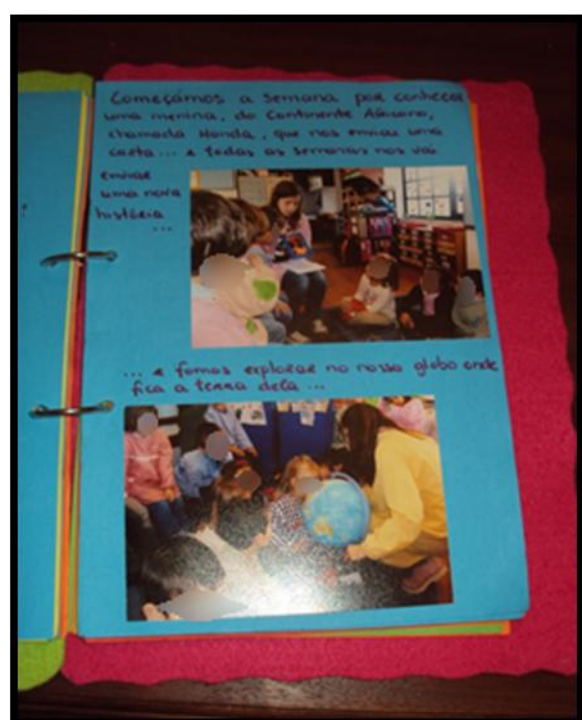 Começámos a semana por conhecer
uma menina, do Continente Africano,
chamada Wanda, que nos enviou uma
carta... e todas as semanas nos vai
enviar
uma nova
história
...
... e fomos explorar no nosso globo onde
fica a terra dela ...
!